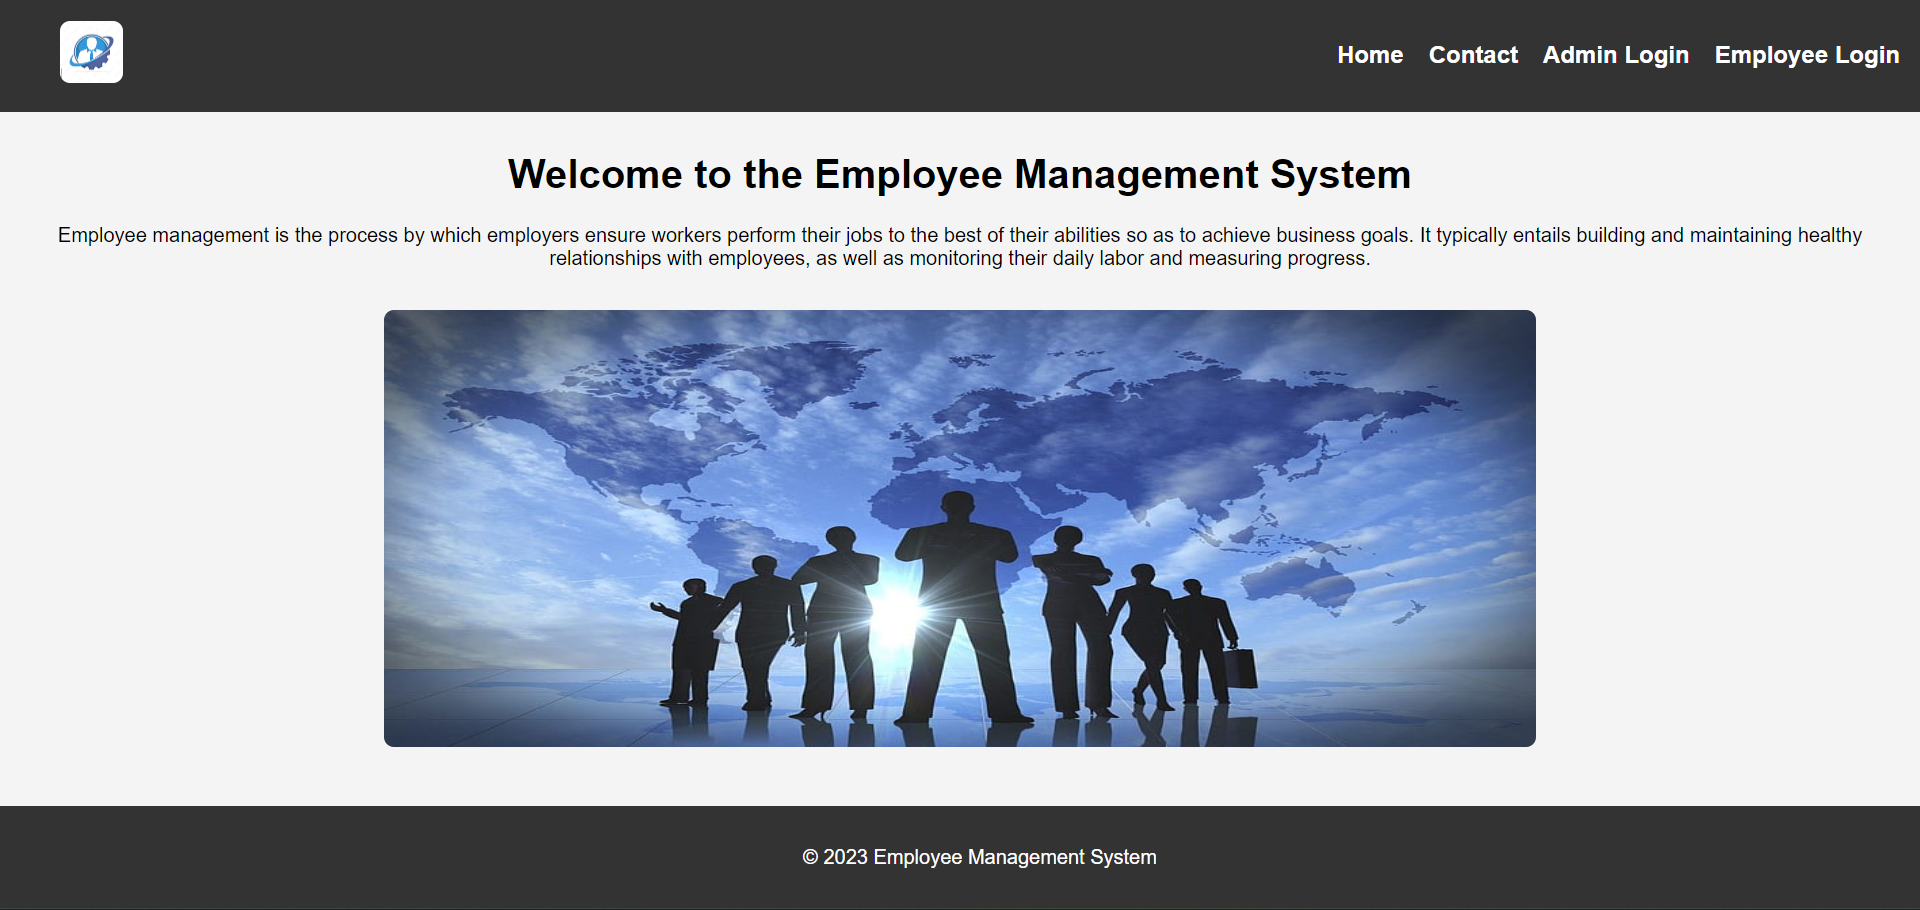 Home Contact Admin Login Employee Login
Welcome to the Employee Management System
Employee management is the process by which employers ensure workers perform their jobs to the best of their abilities so as to achieve business goals. It typically entails building and maintaining healthy
relationships with employees, as well as monitoring their daily labor and measuring progress.
© 2023 Employee Management System